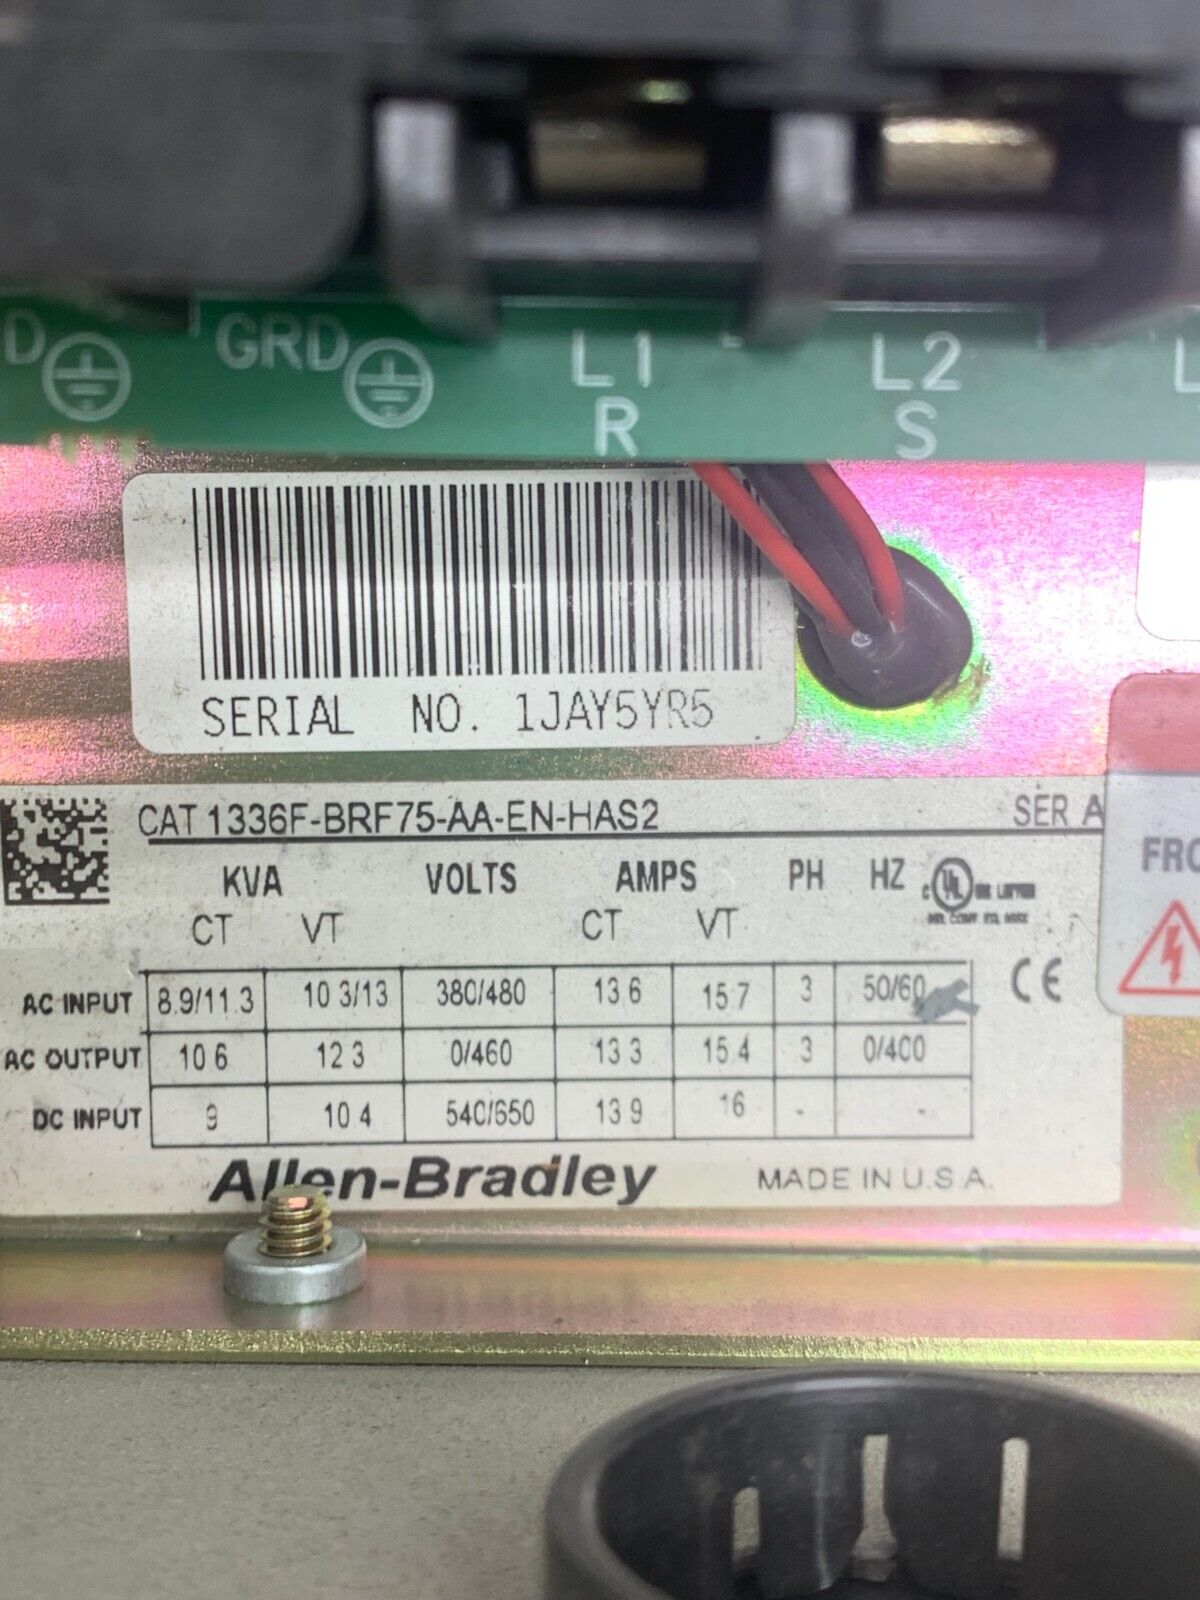 D GRD L1 L2 L
R S
SERIAL NO. 1JAY5YR5
CAT 1336F-BRF75-AA-EN-HAS2 SER A
KVA VOLTS AMPS PH HZ
CT VT CT VT
AC INPUT 8.9/11.3 10 3/13 380/480 13 6 15 7 3 50/60
AC OUTPUT 10 6 12 3 0/460 13 3 15 4 3 0/400
DC INPUT 9 10 4 540/650 13 9 16 - -
C UL
CE
FRO
Allen-Bradley MADE IN U.S.A.